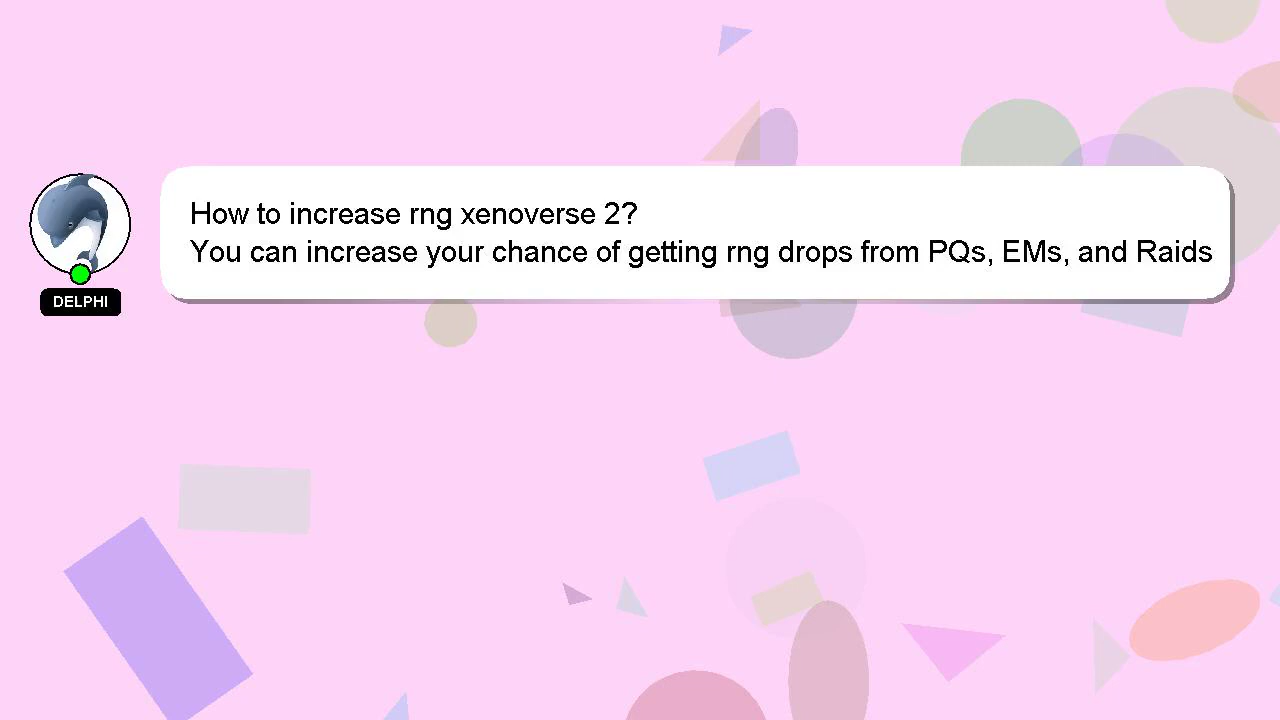 How to increase rng xenoverse 2?
You can increase your chance of getting rng drops from PQs, EMs, and Raids
DELPHI